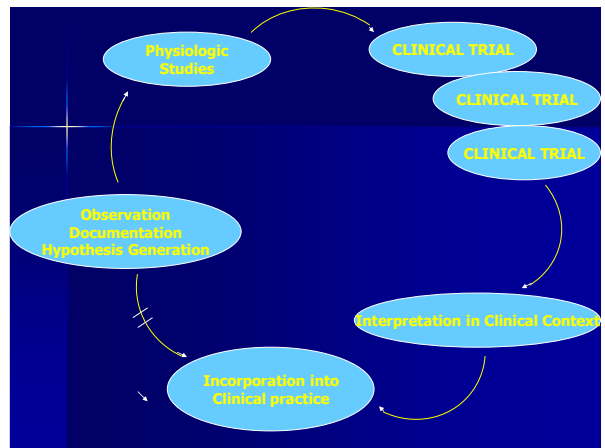 Physiologic
Studies
CLINICAL TRIAL
CLINICAL TRIAL
CLINICAL TRIAL
Observation
Documentation
Hypothesis Generation
Interpretation in Clinical Context
Incorporation into
Clinical practice